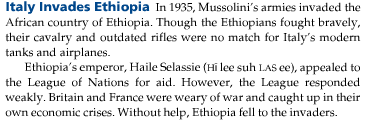 Italy Invades Ethiopia In 1935, Mussolini's armies invaded the
African country of Ethiopia. Though the Ethiopians fought bravely,
their cavalry and outdated rifles were no match for Italy's modern
tanks and airplanes.
Ethiopia's emperor, Haile Selassie (HĪ lee suh LAS ee), appealed to
the League of Nations for aid. However, the League responded
weakly. Britain and France were weary of war and caught up in their
own economic crises. Without help, Ethiopia fell to the invaders.